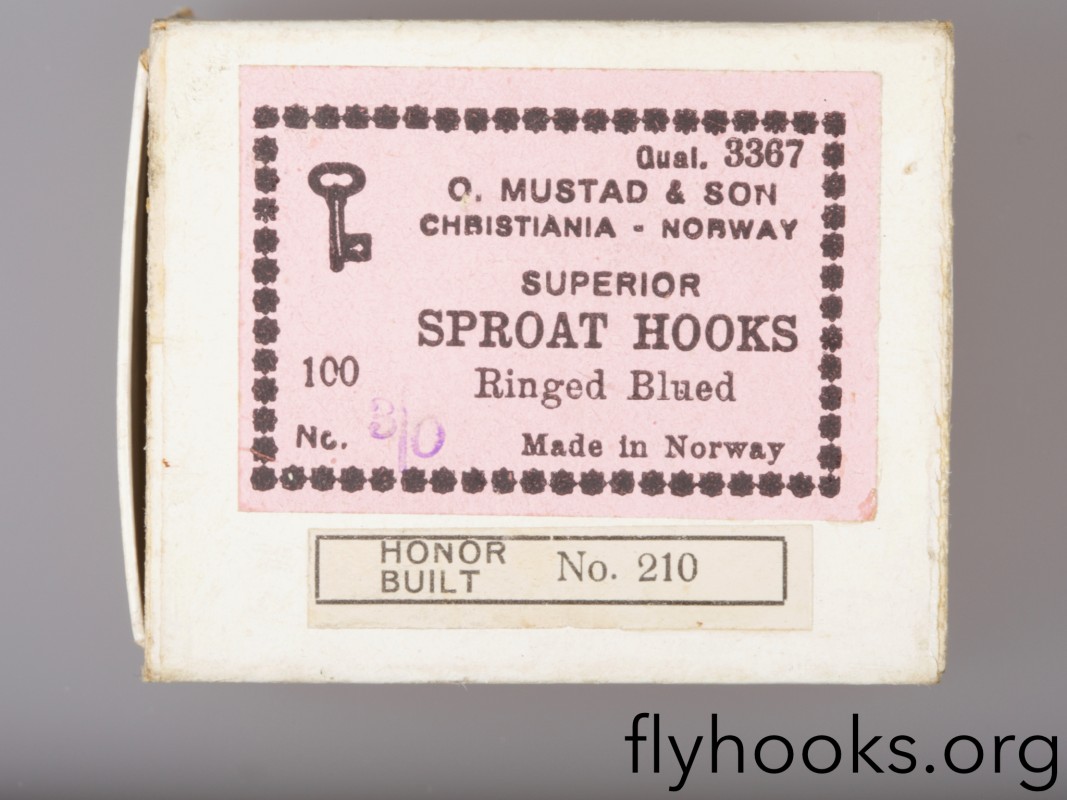 Qual. 3367
O. MUSTAD & SON
CHRISTIANIA - NORWAY
SUPERIOR
SPROAT HOOKS
100
Ringed Blued
No. 3/0
Made in Norway
HONOR
BUILT
No. 210
flyhooks.org